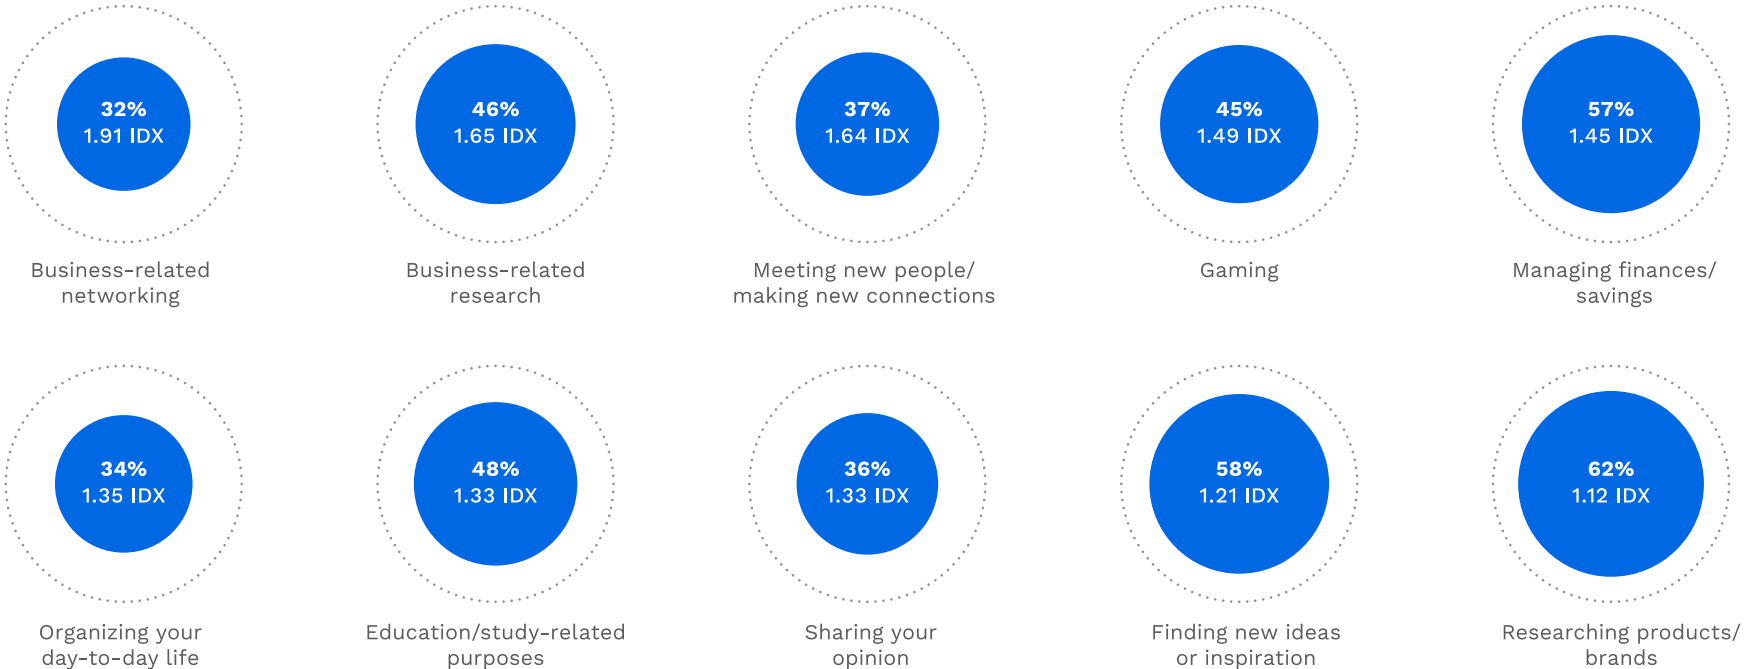 32%
1.91 IDX
Business-related
networking
46%
1.65 IDX
Business-related
research
37%
1.64 IDX
Meeting new people/
making new connections
45%
1.49 IDX
Gaming
57%
1.45 IDX
Managing finances/
savings
34%
1.35 IDX
Organizing your
day-to-day life
48%
1.33 IDX
Education/study-related
purposes
36%
1.33 IDX
Sharing your
opinion
58%
1.21 IDX
Finding new ideas
or inspiration
62%
1.12 IDX
Researching products/
brands